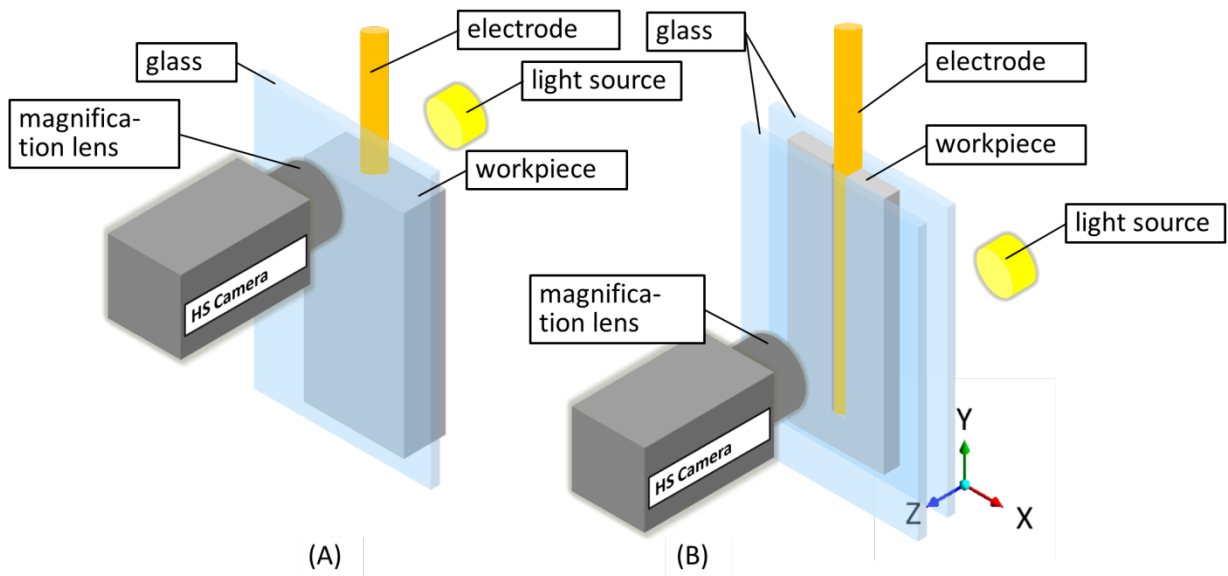 electrode
glass
light source
magnifica-
tion lens
workpiece
HS Camera
(A)
glass
electrode
workpiece
light source
magnifica-
tion lens
HS Camera
Y
Z
X
(B)